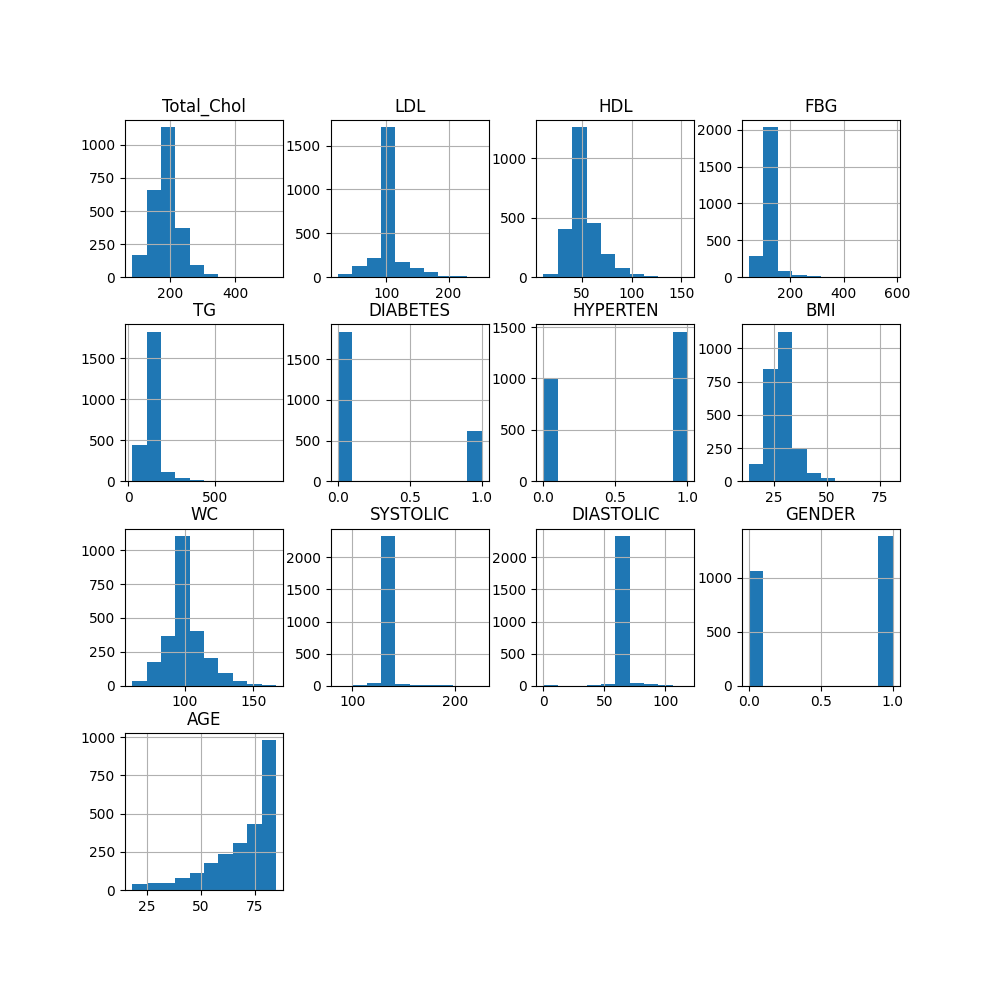 Total_Chol LDL HDL FBG
1000 750 500 250 0
1500 1000 500 0
1000 500 0
2000 1500 1000 500 0
200 400
100 200
50 100 150
200 400 600
TG DIABETES HYPERTEN BMI
1500 1000 500 0
1500 1000 500 0
1500 1000 500 0
1000 750 500 250 0
0 500
0.0 0.5 1.0
0.0 0.5 1.0
25 50 75
WC SYSTOLIC DIASTOLIC GENDER
1000 750 500 250 0
2000 1500 1000 500 0
2000 1500 1000 500 0
1000 500 0
100 150
100 200
0 50 100
0.0 0.5 1.0
AGE
1000 750 500 250 0
25 50 75